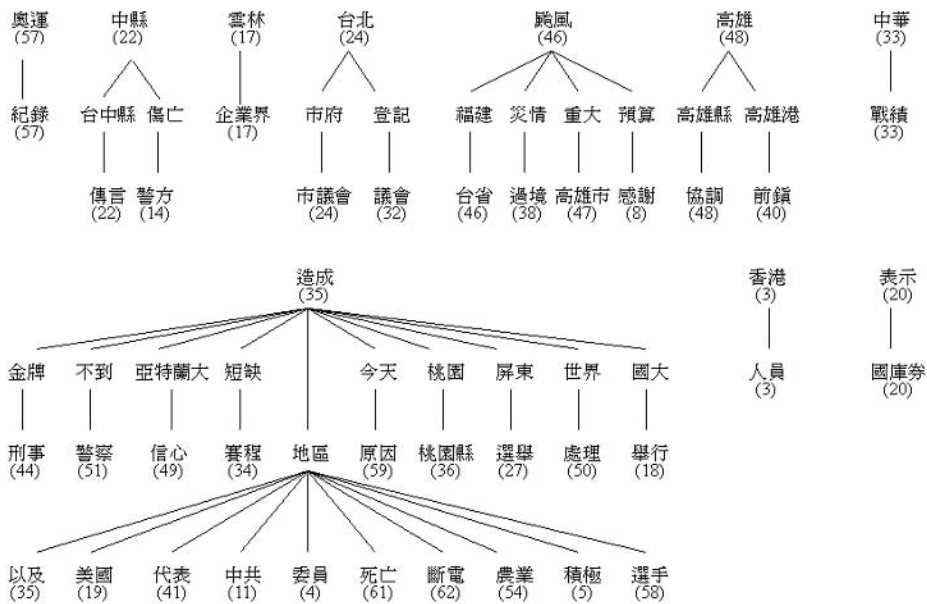 奧運 中縣 雲林 台北 颱風 高雄 中華
(57) (22) (17) (24) (46) (48) (33)
紀錄 台中縣 傷亡 企業界 市府 登記 福建 災情 重大 預算 高雄縣 高雄港 戰績
(57) (17) (33)
傳言 警方 市議會 議會 台省 過境 高雄市 感謝 協調 前鎮
(22) (14) (24) (32) (46) (38) (47) (8) (48) (40)
造成 香港 表示
(35) (3) (20)
金牌 不到 亞特蘭大 短缺 今天 桃園 屏東 世界 國大 人員 國庫券
(3) (20)
刑事 警察 信心 賽程 地區 原因 桃園縣 選舉 處理 舉行
(44) (51) (49) (34) (59) (36) (27) (50) (18)
以及 美國 代表 中共 委員 死亡 斷電 農業 積極 選手
(35) (19) (41) (11) (4) (61) (62) (54) (5) (58)